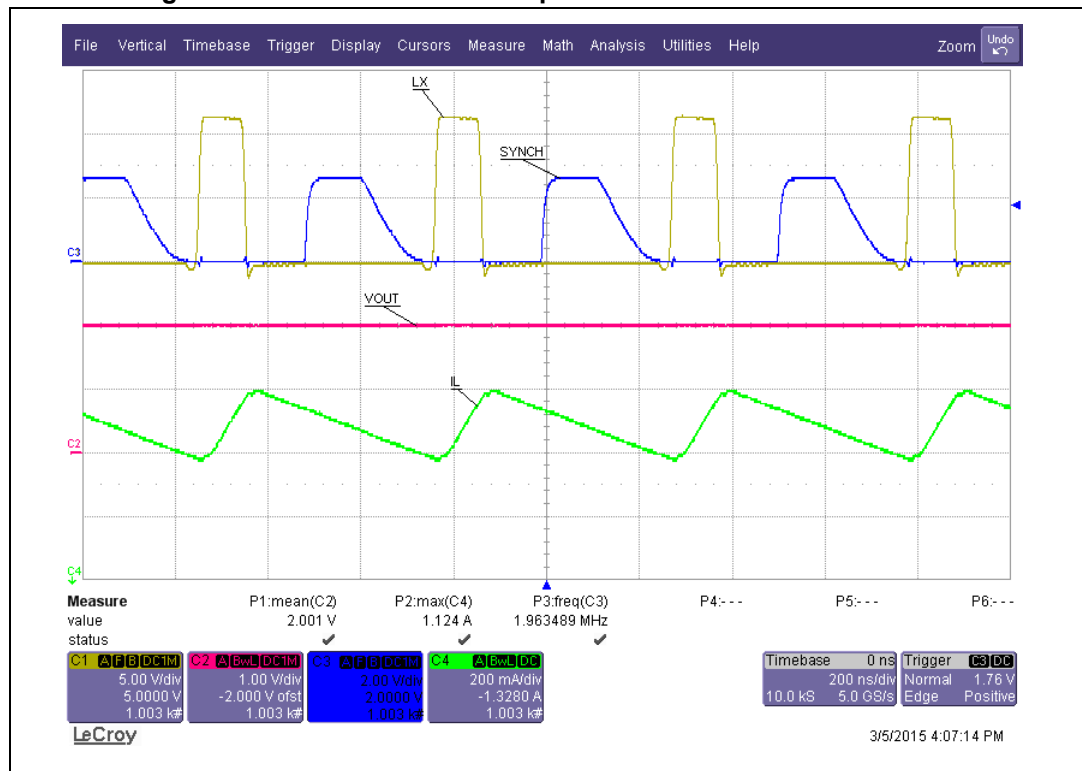 File Vertical Timebase Trigger Display Cursors Measure Math Analysis Utilities Help Zoom Undo
LX
SYNCH
C3
VOUT
IL
C2
C4
Measure P1:mean(C2) P2:max(C4) P3:freq(C3) P4:- - - P5:- - - P6:- - -
value 2.001 V 1.124 A 1.963489 MHz
status
C1 A F B DC1M C2 A BwL DC1M C3 A F B DC1M C4 A BwL DC Timebase 0 ns Trigger C3 DC
5.00 V/div 1.00 V/div 2.00 V/div 200 mA/div 200 ns/div Normal 1.76 V
5.0000 V -2.000 V ofst 2.0000 V -1.3280 A 10.0 kS 5.0 GS/s Edge Positive
1.003 k# 1.003 k# 1.003 k# 1.003 k#
LeCroy 3/5/2015 4:07:14 PM